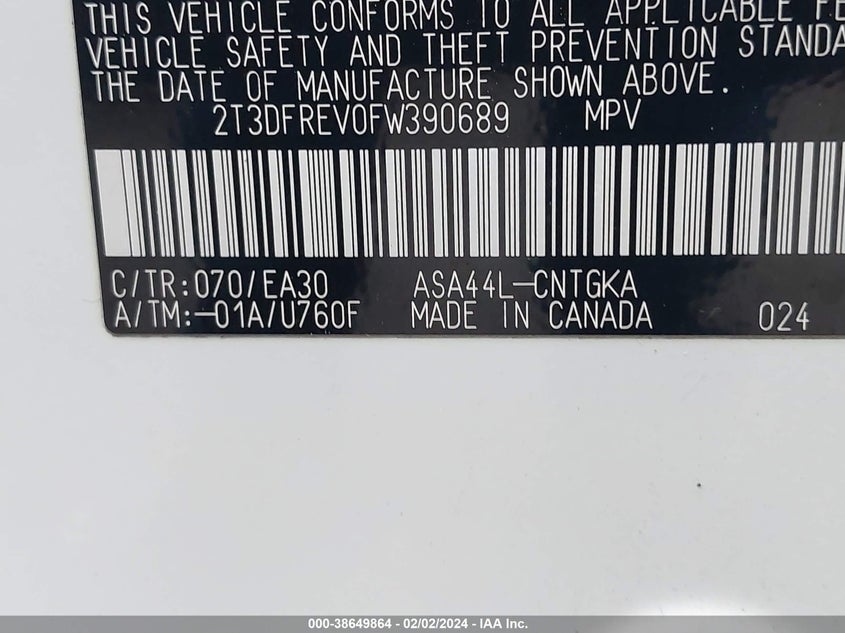 THIS VEHICLE CONFORMS TO ALL APPLICABLE FE
VEHICLE SAFETY AND THEFT PREVENTION STANDA
THE DATE OF MANUFACTURE SHOWN ABOVE.
2T3DFREV0FW390689 MPV
C/TR:070/EA30 ASA44L-CNTGKA
A/TM:-01A/U760F MADE IN CANADA 024
000-38649864 – 02/02/2024 – IAA Inc.